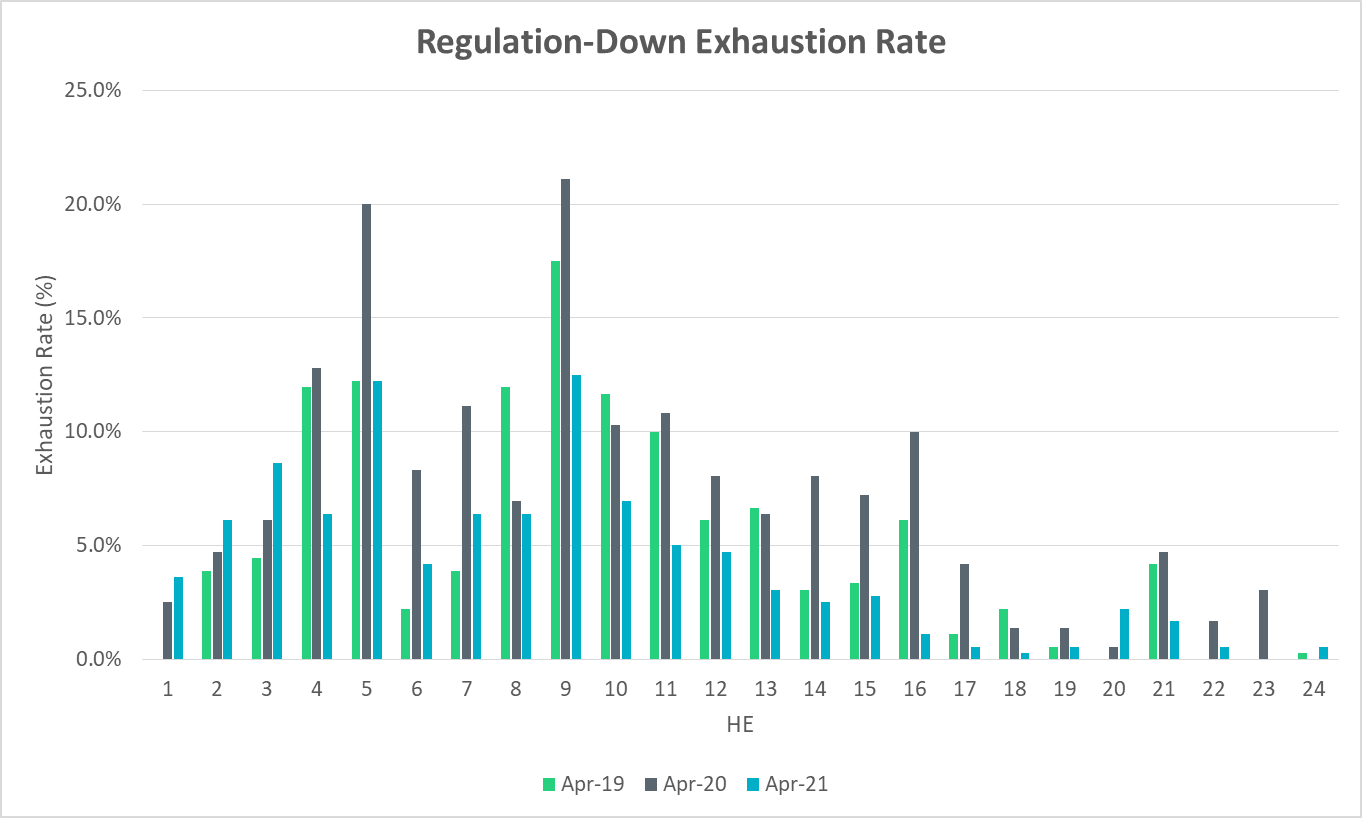 Regulation-Down Exhaustion Rate
25.0%
20.0%
15.0%
10.0%
5.0%
0.0%
Exhaustion Rate (%)
1 2 3 4 5 6 7 8 9 10 11 12 13 14 15 16 17 18 19 20 21 22 23 24
HE
Apr-19 Apr-20 Apr-21